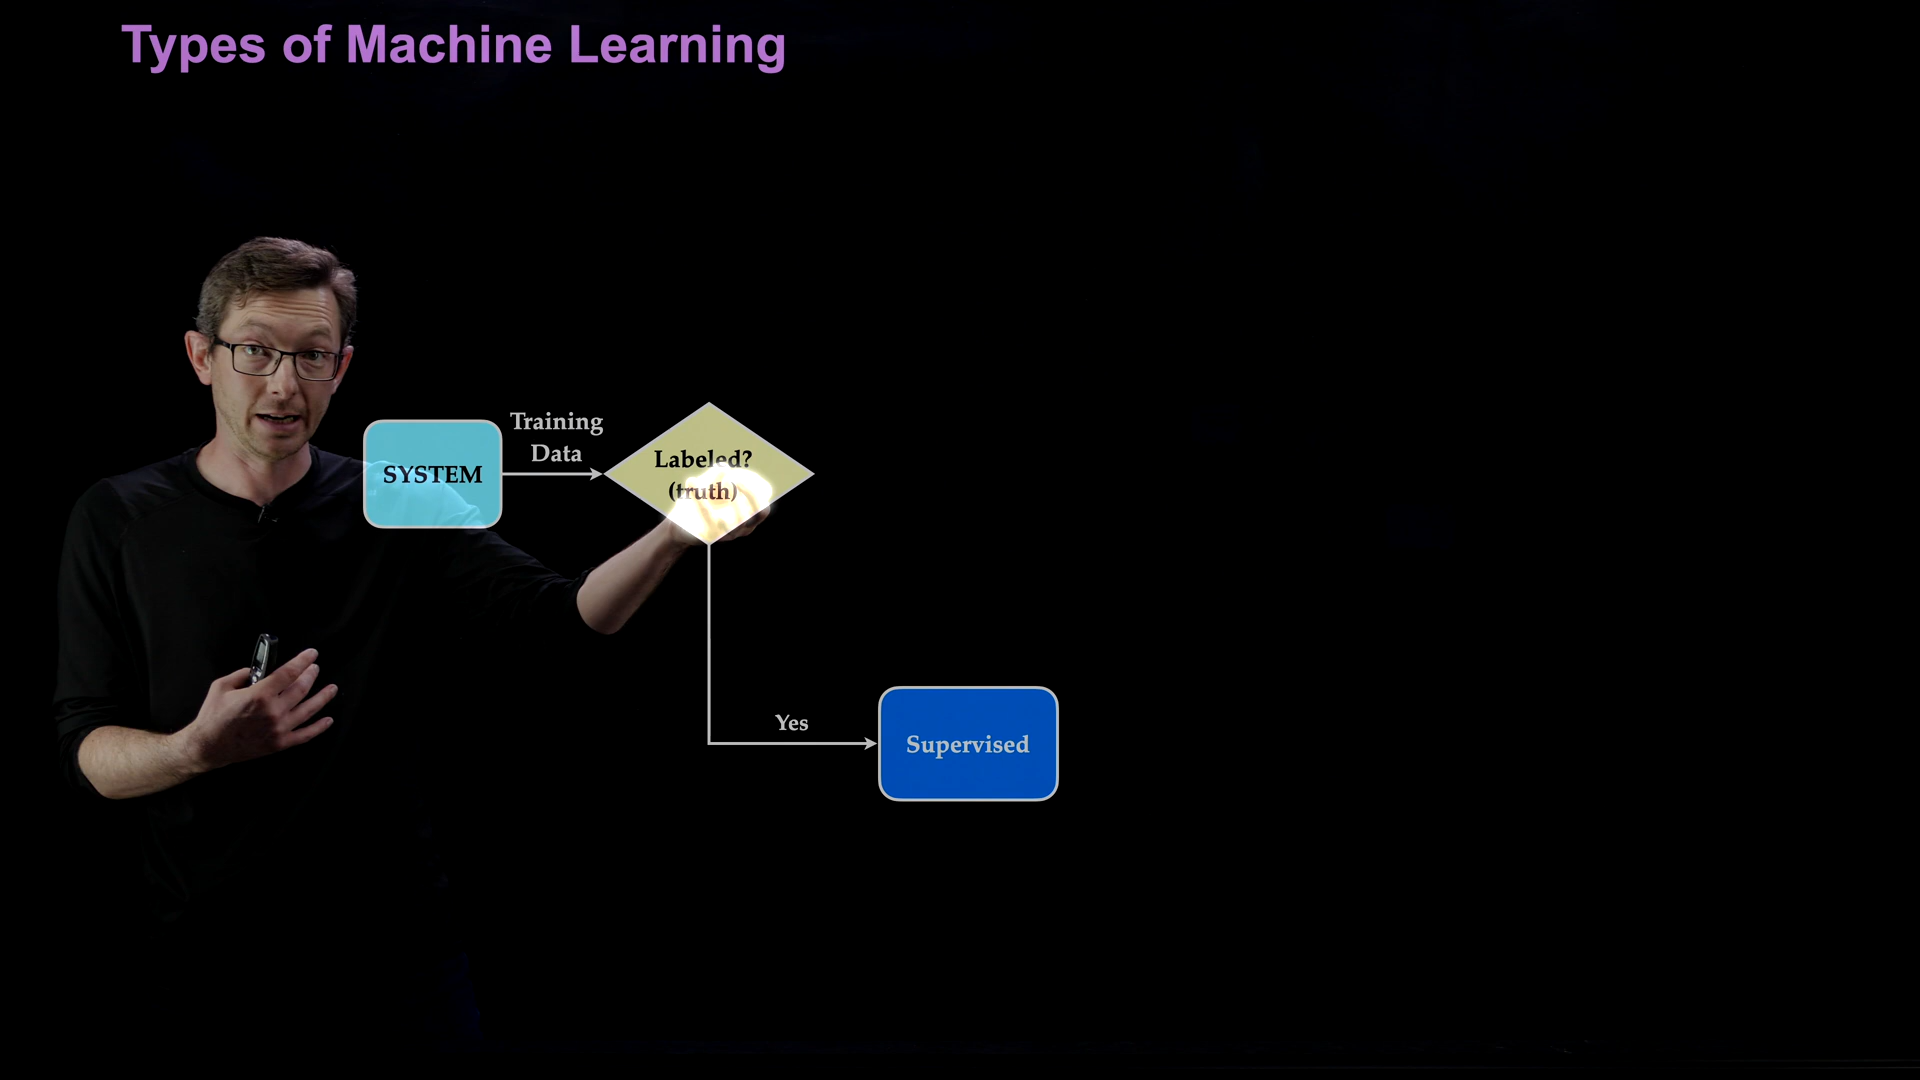 Types of Machine Learning
Training
Data
SYSTEM
Labeled?
(truth)
Yes
Supervised